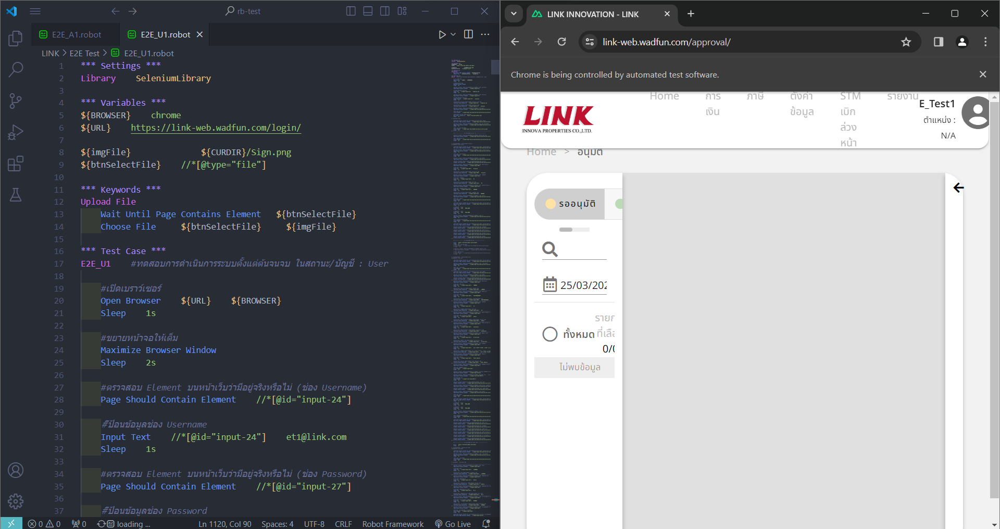 rb-test
E2E_A1.robot
E2E_U1.robot
LINK > E2E Test > E2E_U1.robot
1 *** Settings ***
2 Library    SeleniumLibrary
3
4 *** Variables ***
5 ${BROWSER}    chrome
6 ${URL}    https://link-web.wadfun.com/login/
7
8 ${imgFile}              ${CURDIR}/Sign.png
9 ${btnSelectFile}    //*[@type="file"]
10
11 *** Keywords ***
12 Upload File
13     Wait Until Page Contains Element   ${btnSelectFile}
14     Choose File     ${btnSelectFile}     ${imgFile}
15
16 *** Test Case ***
17 E2E_U1    #ทดสอบการดำเนินการระบบตั้งแต่ต้นจนจบ ในสถานะ/บัญชี : User
18
19     #เปิดเบราว์เซอร์
20     Open Browser    ${URL}    ${BROWSER}
21     Sleep    1s
22
23     #ขยายหน้าจอให้เต็ม
24     Maximize Browser Window
25     Sleep    2s
26
27     #ตรวจสอบ Element บนหน้าเว็บว่ามีอยู่จริงหรือไม่ (ช่อง Username)
28     Page Should Contain Element    //*[@id="input-24"]
29
30     #ป้อนข้อมูลช่อง Username
31     Input Text    //*[@id="input-24"]    et1@link.com
32     Sleep    1s
33
34     #ตรวจสอบ Element บนหน้าเว็บว่ามีอยู่จริงหรือไม่ (ช่อง Password)
35     Page Should Contain Element    //*[@id="input-27"]
36
37     #ป้อนข้อมูลช่อง Password
0 0 0 loading ... Ln 1120, Col 90 Spaces: 4 UTF-8 CRLF Robot Framework Go Live
LINK INNOVATION - LINK
link-web.wadfun.com/approval/
Chrome is being controlled by automated test software.
LINK
INNOVA PROPERTIES CO.,LTD.
Home
การเงิน
ภาษี
ตั้งค่าข้อมูล
STM เบิกล่วงหน้า
รายงาน
E_Test1
ตำแหน่ง :
N/A
Home > อนุมัติ
รออนุมัติ
25/03/202
ทั้งหมด
รายก
ที่เลือ
0/0
ไม่พบข้อมูล